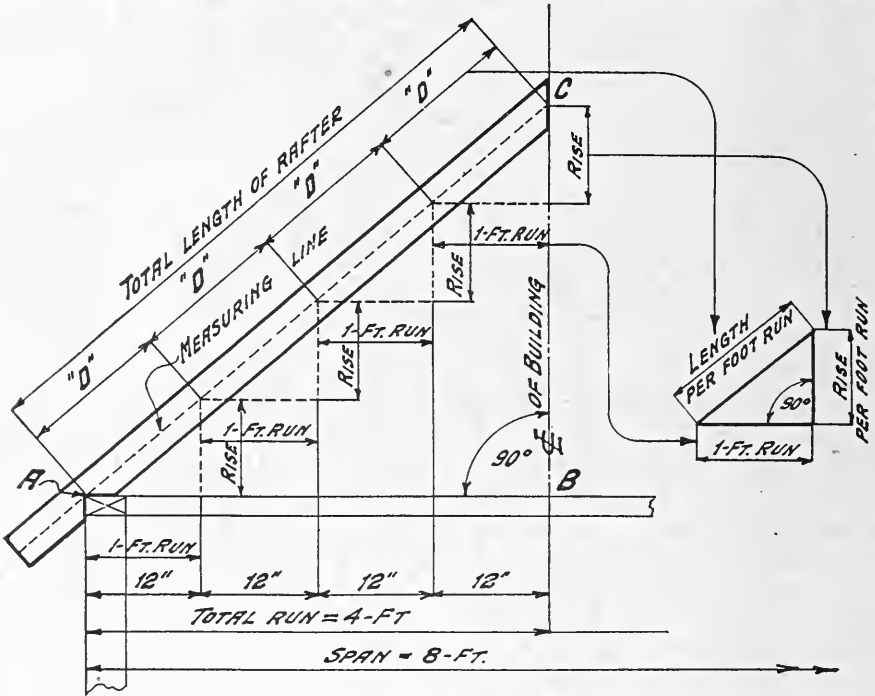 TOTAL LENGTH OF RAFTER
"D"
"D"
"D"
"D"
MEASURING LINE
A
B
C
RISE
RISE
RISE
RISE
1-FT. RUN
1-FT. RUN
1-FT. RUN
1-FT. RUN
90°
℄ OF BUILDING
LENGTH
PER FOOT RUN
90°
RISE
PER FOOT RUN
1-FT. RUN
12" 12" 12" 12"
TOTAL RUN = 4-FT
SPAN = 8-FT.